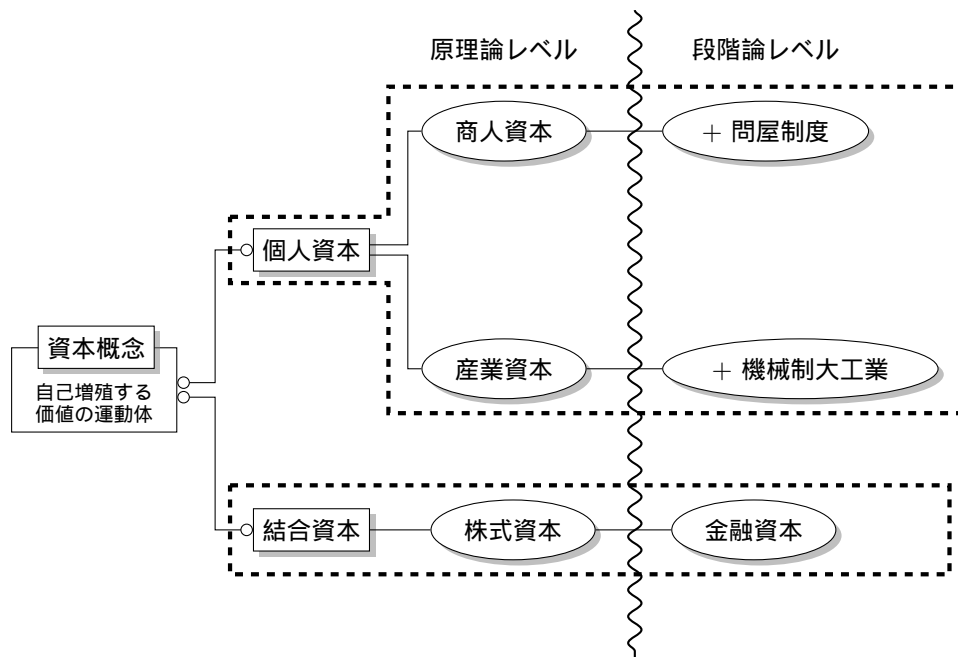 原理論レベル
段階論レベル
商人資本
+ 問屋制度
個人資本
資本概念
自己増殖する
価値の運動体
産業資本
+ 機械制大工業
結合資本
株式資本
金融資本